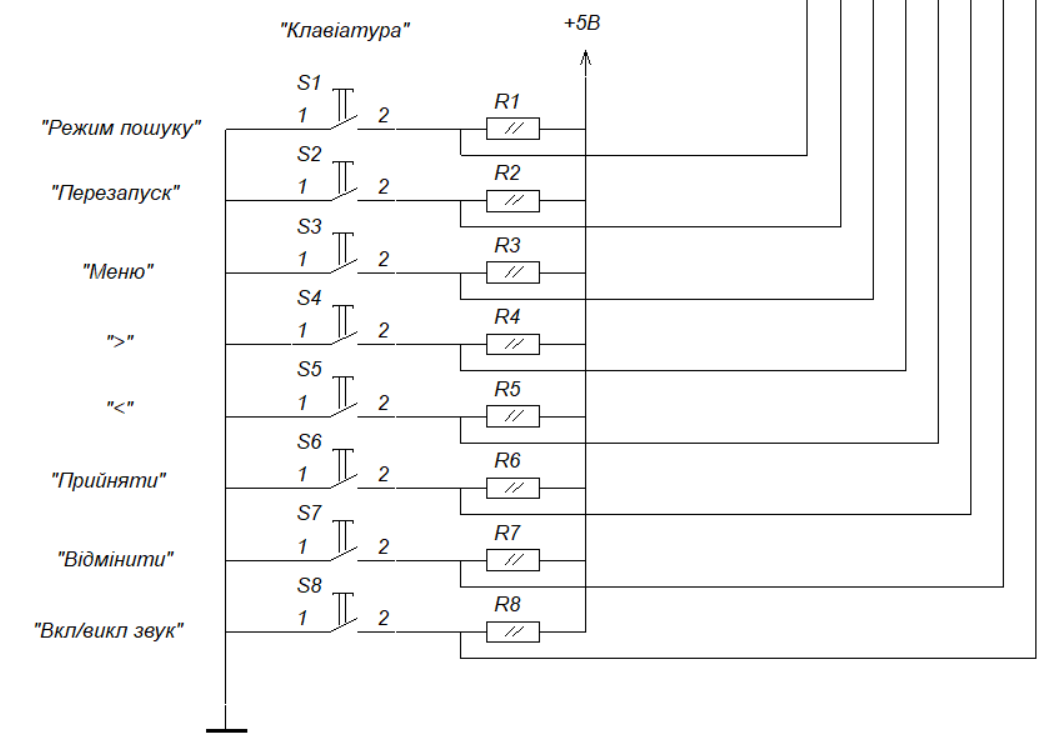 "Клавіатура"
+5В
S1
R1
1
2
"Режим пошуку"
S2
R2
1
2
"Перезапуск"
S3
R3
1
2
"Меню"
S4
R4
1
2
">"
S5
R5
1
2
"<"
S6
R6
1
2
"Прийняти"
S7
R7
1
2
"Відмінити"
S8
R8
1
2
"Вкл/викл звук"